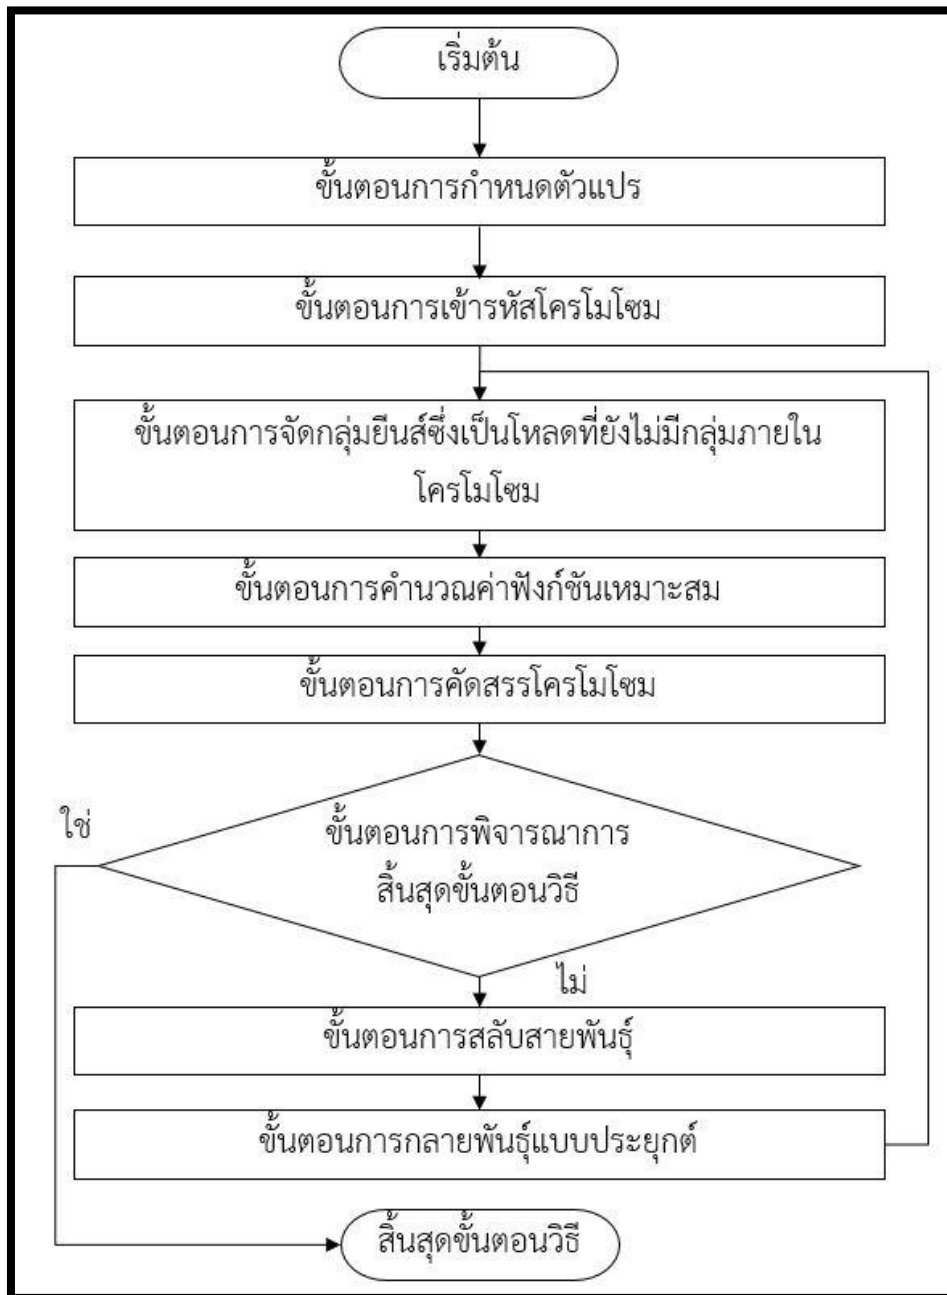 เริ่มต้น
ขั้นตอนการกำหนดตัวแปร
ขั้นตอนการเข้ารหัสโครโมโซม
ขั้นตอนการจัดกลุ่มยีนส์ซึ่งเป็นโหลดที่ยังไม่มีกลุ่มภายใน
โครโมโซม
ขั้นตอนการคำนวณค่าฟังก์ชันเหมาะสม
ขั้นตอนการคัดสรรโครโมโซม
ใช่
ขั้นตอนการพิจารณาการ
สิ้นสุดขั้นตอนวิธี
ไม่
ขั้นตอนการสลับสายพันธุ์
ขั้นตอนการกลายพันธุ์แบบประยุกต์
สิ้นสุดขั้นตอนวิธี